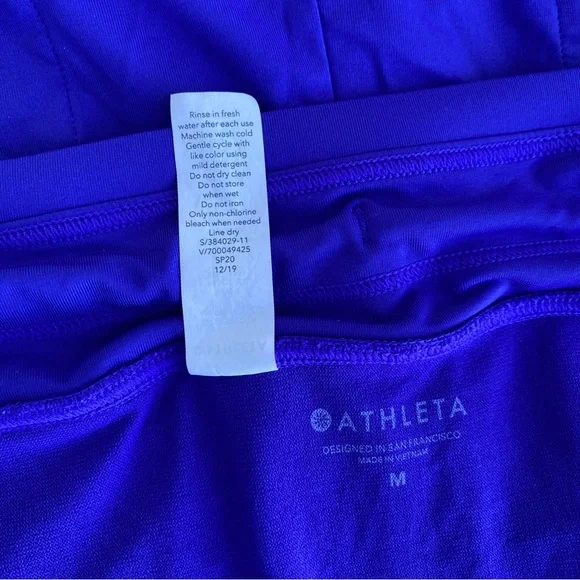 Rinse in fresh
water after each use
Machine wash cold
Gentle cycle with
like color using
mild detergent
Do not dry clean
Do not store
when wet
Do not iron
Only non-chlorine
bleach when needed
Line dry
S/384029-11
V/700049425
SP20
12/19
ATHLETA
DESIGNED IN SAN FRANCISCO
MADE IN VIETNAM
M